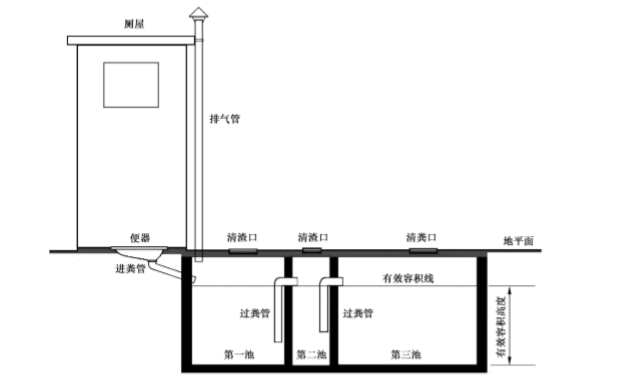 厕屋
排气管
便器
清渣口
清渣口
清粪口
地平面
进粪管
有效容积线
过粪管
过粪管
有效容积高度
第一池
第二池
第三池